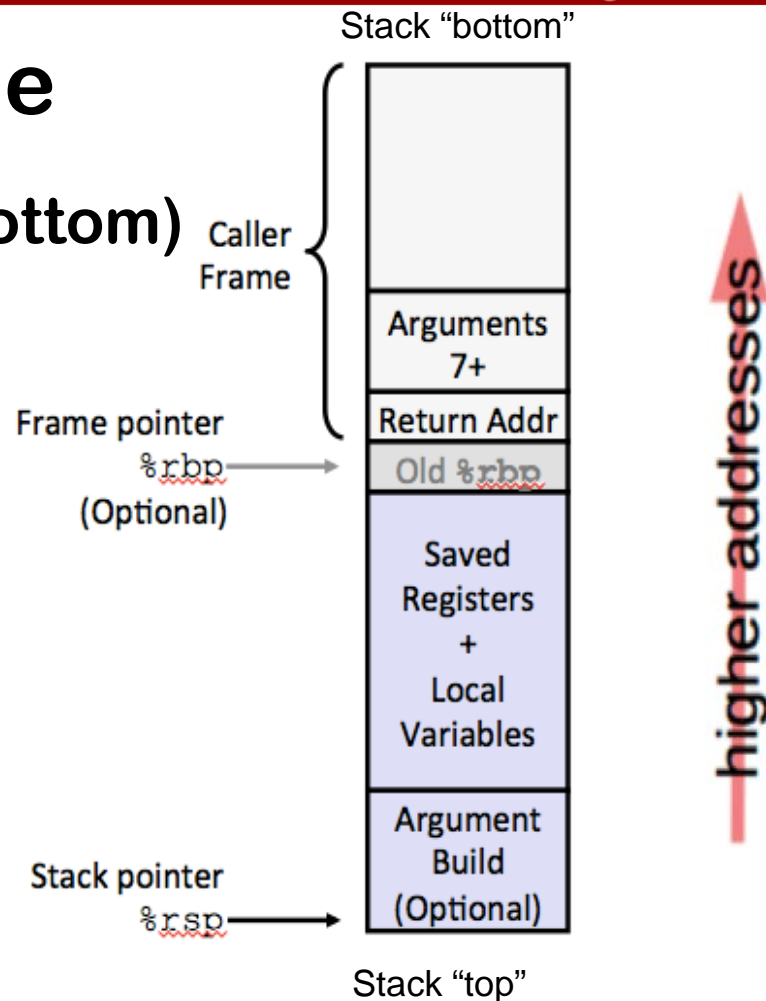 Stack “bottom”
e
ottom)
Caller
Frame
Arguments
7+
Return Addr
Frame pointer
%rbp
(Optional)
Old %rbp
Saved
Registers
+
Local
Variables
Argument
Build
(Optional)
Stack pointer
%rsp
Stack “top”
higher addresses